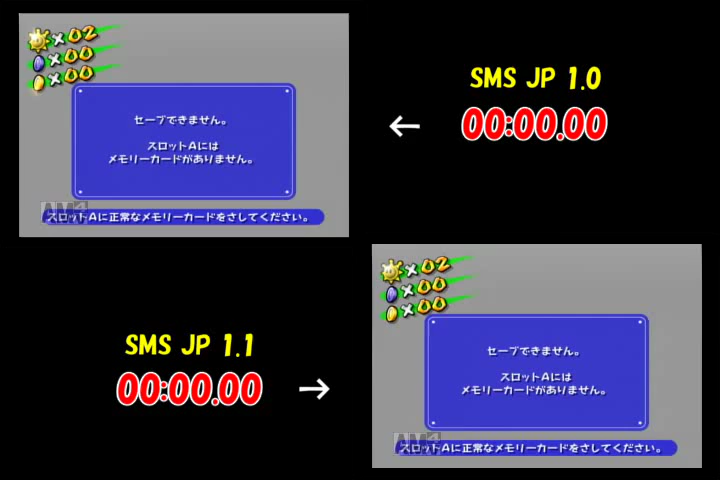 ×02
×00
×00
セーブできません。
スロットAには
メモリーカードがありません。
スロットAに正常なメモリーカードをさしてください。
SMS JP 1.0
← 00:00.00
SMS JP 1.1
00:00.00 →
×02
×00
×00
セーブできません。
スロットAには
メモリーカードがありません。
スロットAに正常なメモリーカードをさしてください。